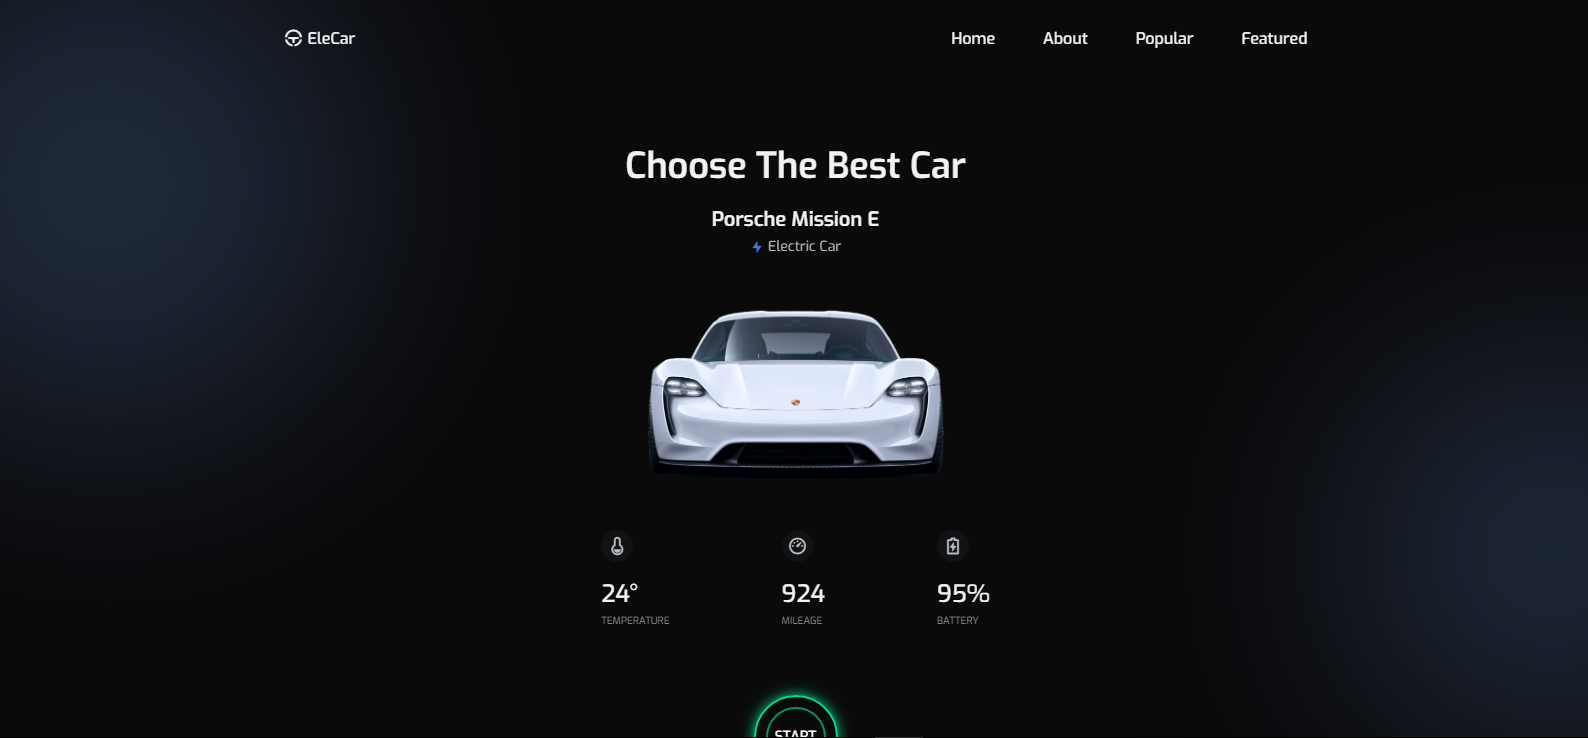 EleCar
Home About Popular Featured
Choose The Best Car
Porsche Mission E
Electric Car
24° 924 95%
TEMPERATURE MILEAGE BATTERY
START